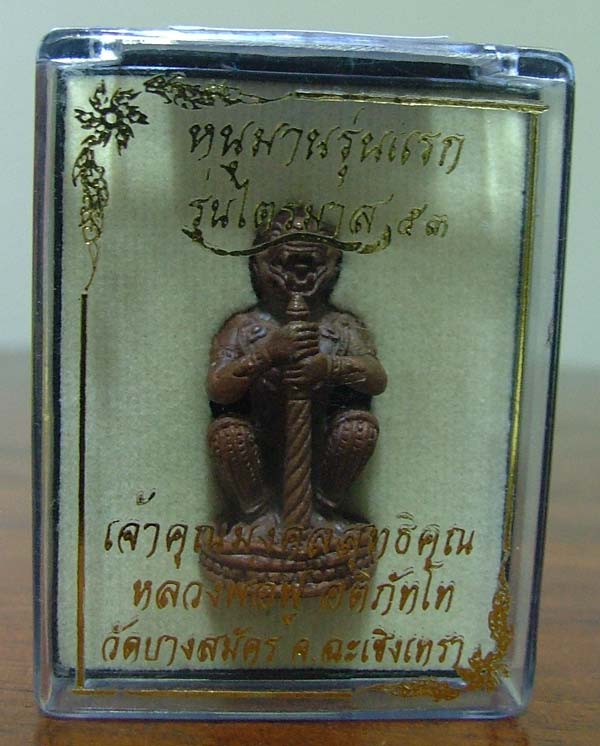 หนุมานรุ่นแรก
รุ่นไตรมาส ๕๓
เจ้าคุณมงคลสุทธิคุณ
หลวงพ่อฟู อติภัทโท
วัดบางสมัคร จ.ฉะเชิงเทรา